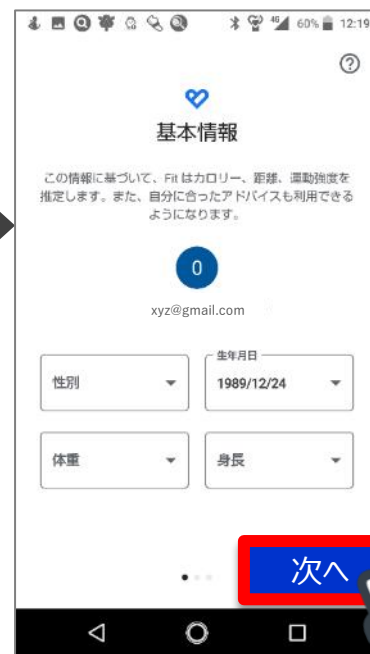 4G 60% 12:19
基本情報
この情報に基づいて、Fit はカロリー、距離、運動強度を
推定します。また、自分に合ったアドバイスも利用できる
ようになります。
0
xyz@gmail.com
性別
生年月日
1989/12/24
体重
身長
次へ